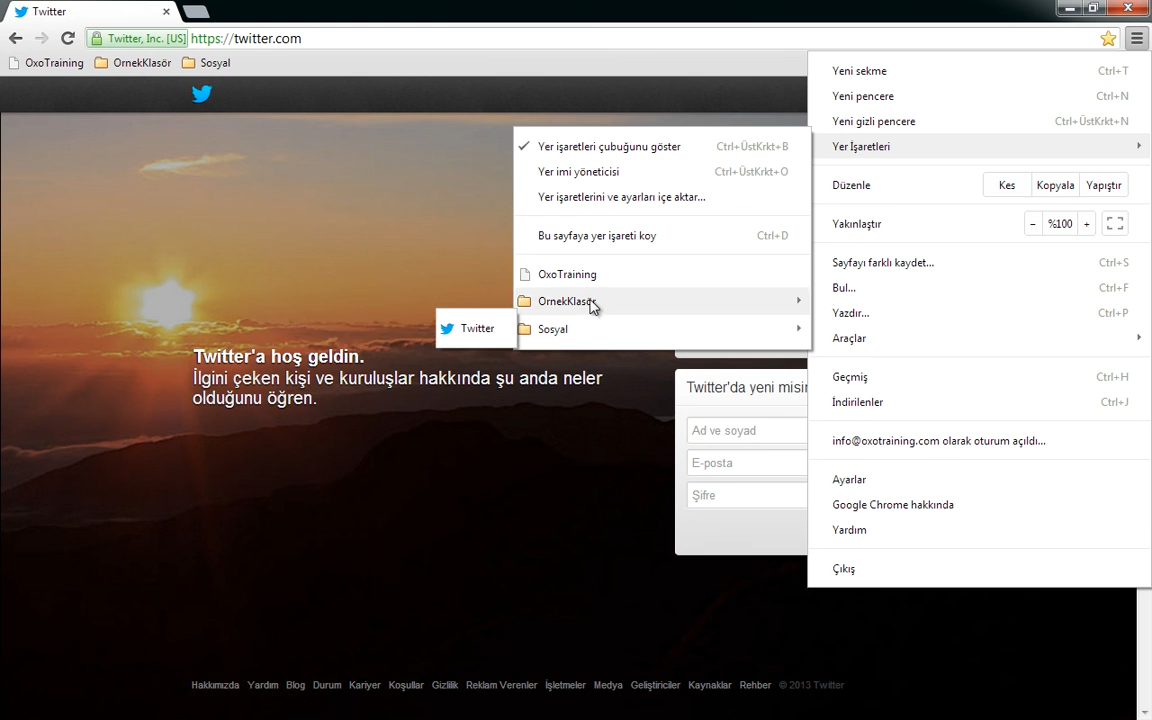 Twitter
Twitter, Inc. [US] https://twitter.com
OxoTraining OrnekKlasör Sosyal
Yeni sekme Ctrl+T
Yeni pencere Ctrl+N
Yeni gizli pencere Ctrl+ÜstKrkt+N
Yer İşaretleri
Düzenle Kes Kopyala Yapıştır
Yakınlaştır − %100 +
Sayfayı farklı kaydet... Ctrl+S
Bul... Ctrl+F
Yazdır... Ctrl+P
Araçlar
Geçmiş Ctrl+H
İndirilenler Ctrl+J
info@oxotraining.com olarak oturum açıldı...
Ayarlar
Google Chrome hakkında
Yardım
Çıkış
Yer işaretleri çubuğunu göster Ctrl+ÜstKrkt+B
Yer imi yöneticisi Ctrl+ÜstKrkt+O
Yer işaretlerini ve ayarları içe aktar...
Bu sayfaya yer işareti koy Ctrl+D
OxoTraining
OrnekKlasör
Sosyal
Twitter
Twitter'a hoş geldin.
İlgini çeken kişi ve kuruluşlar hakkında şu anda neler
olduğunu öğren.
Twitter'da yeni
Ad ve soyad
E-posta
Şifre
Hakkımızda Yardım Blog Durum Kariyer Koşullar Gizlilik Reklam Verenler İşletmeler Medya Geliştiriciler Kaynaklar Rehber © 2013 Twitter